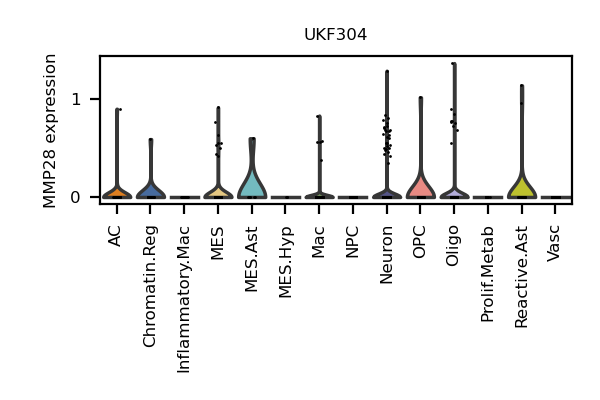 UKF304
MMP28 expression
1
0
AC
Chromatin.Reg
Inflammatory.Mac
MES
MES.Ast
MES.Hyp
Mac
NPC
Neuron
OPC
Oligo
Prolif.Metab
Reactive.Ast
Vasc